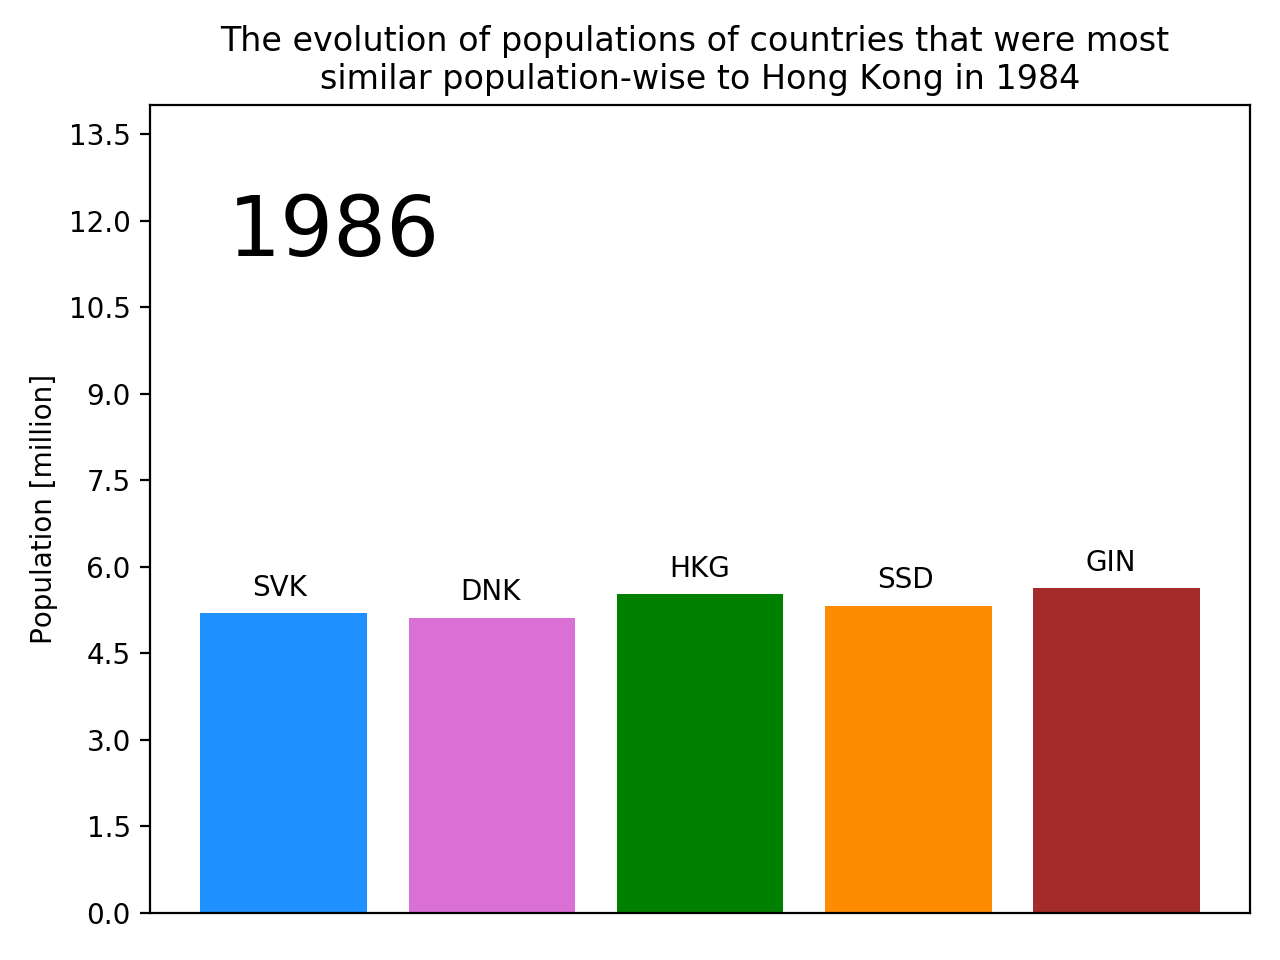 The evolution of populations of countries that were most
similar population-wise to Hong Kong in 1984
13.5
12.0
10.5
9.0
7.5
6.0
4.5
3.0
1.5
0.0
Population [million]
1986
SVK
DNK
HKG
SSD
GIN